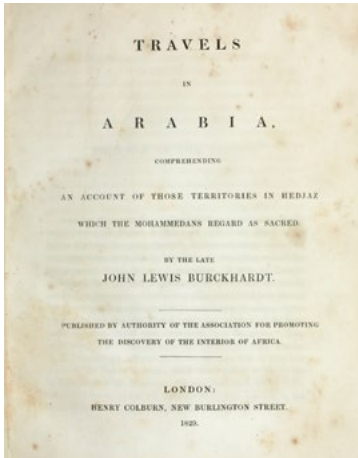 TRAVELS
IN
ARABIA,
COMPREHENDING
AN ACCOUNT OF THOSE TERRITORIES IN HEDJAZ
WHICH THE MOHAMMEDANS REGARD AS SACRED.
BY THE LATE
JOHN LEWIS BURCKHARDT.
PUBLISHED BY AUTHORITY OF THE ASSOCIATION FOR PROMOTING
THE DISCOVERY OF THE INTERIOR OF AFRICA.
LONDON:
HENRY COLBURN, NEW BURLINGTON STREET.
1829.